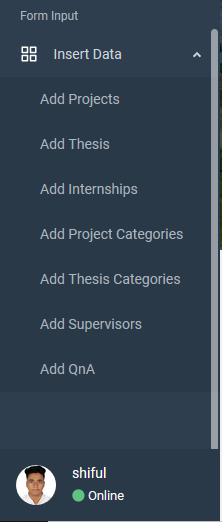 Form Input
Insert Data
Add Projects
Add Thesis
Add Internships
Add Project Categories
Add Thesis Categories
Add Supervisors
Add QnA
shiful
Online